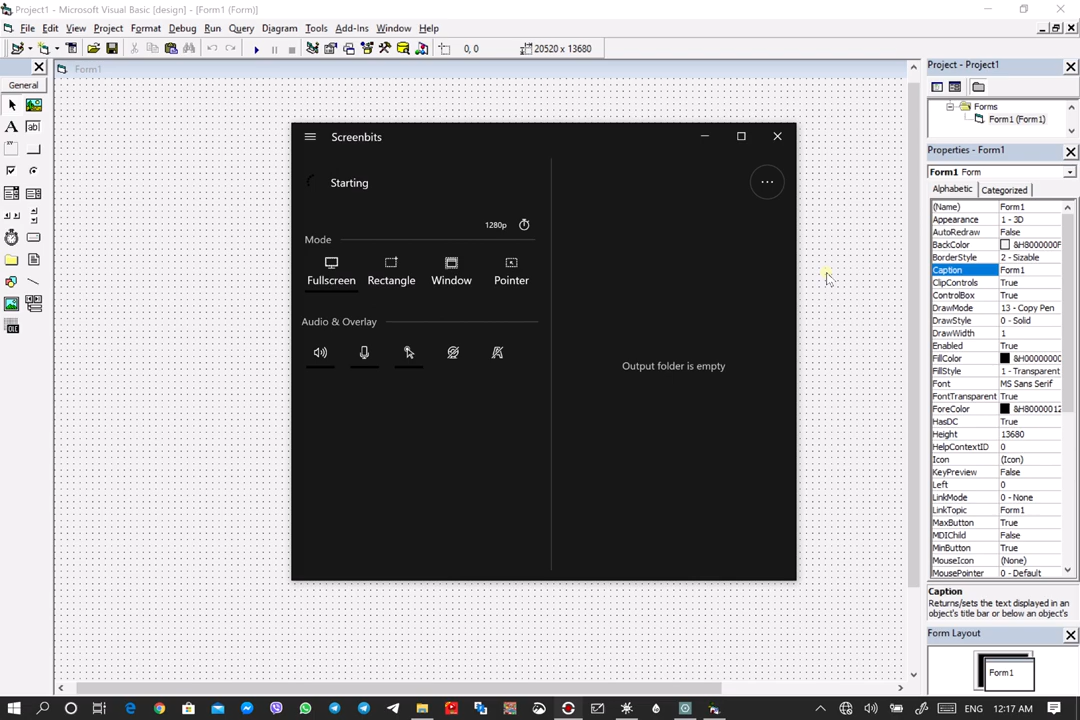 Project1 - Microsoft Visual Basic [design] - [Form1 (Form)]
File Edit View Project Format Debug Run Query Diagram Tools Add-Ins Window Help
0, 0
20520 x 13680
General
A
ab|
OLE
Form1
Screenbits
Starting
1280p
Mode
Fullscreen
Rectangle
Window
Pointer
Audio & Overlay
...
Output folder is empty
Project - Project1
Forms
Form1 (Form1)
Properties - Form1
Form1 Form
Alphabetic Categorized
(Name) Form1
Appearance 1 - 3D
AutoRedraw False
BackColor &H8000000F
BorderStyle 2 - Sizable
Caption Form1
ClipControls True
ControlBox True
DrawMode 13 - Copy Pen
DrawStyle 0 - Solid
DrawWidth 1
Enabled True
FillColor &H00000000
FillStyle 1 - Transparent
Font MS Sans Serif
FontTransparent True
ForeColor &H80000012
HasDC True
Height 13680
HelpContextID 0
Icon (Icon)
KeyPreview False
Left 0
LinkMode 0 - None
LinkTopic Form1
MaxButton True
MDIChild False
MinButton True
MouseIcon (None)
MousePointer 0 - Default
Caption
Returns/sets the text displayed in an
object's title bar or below an object's
Form Layout
Form1
ENG 12:17 AM